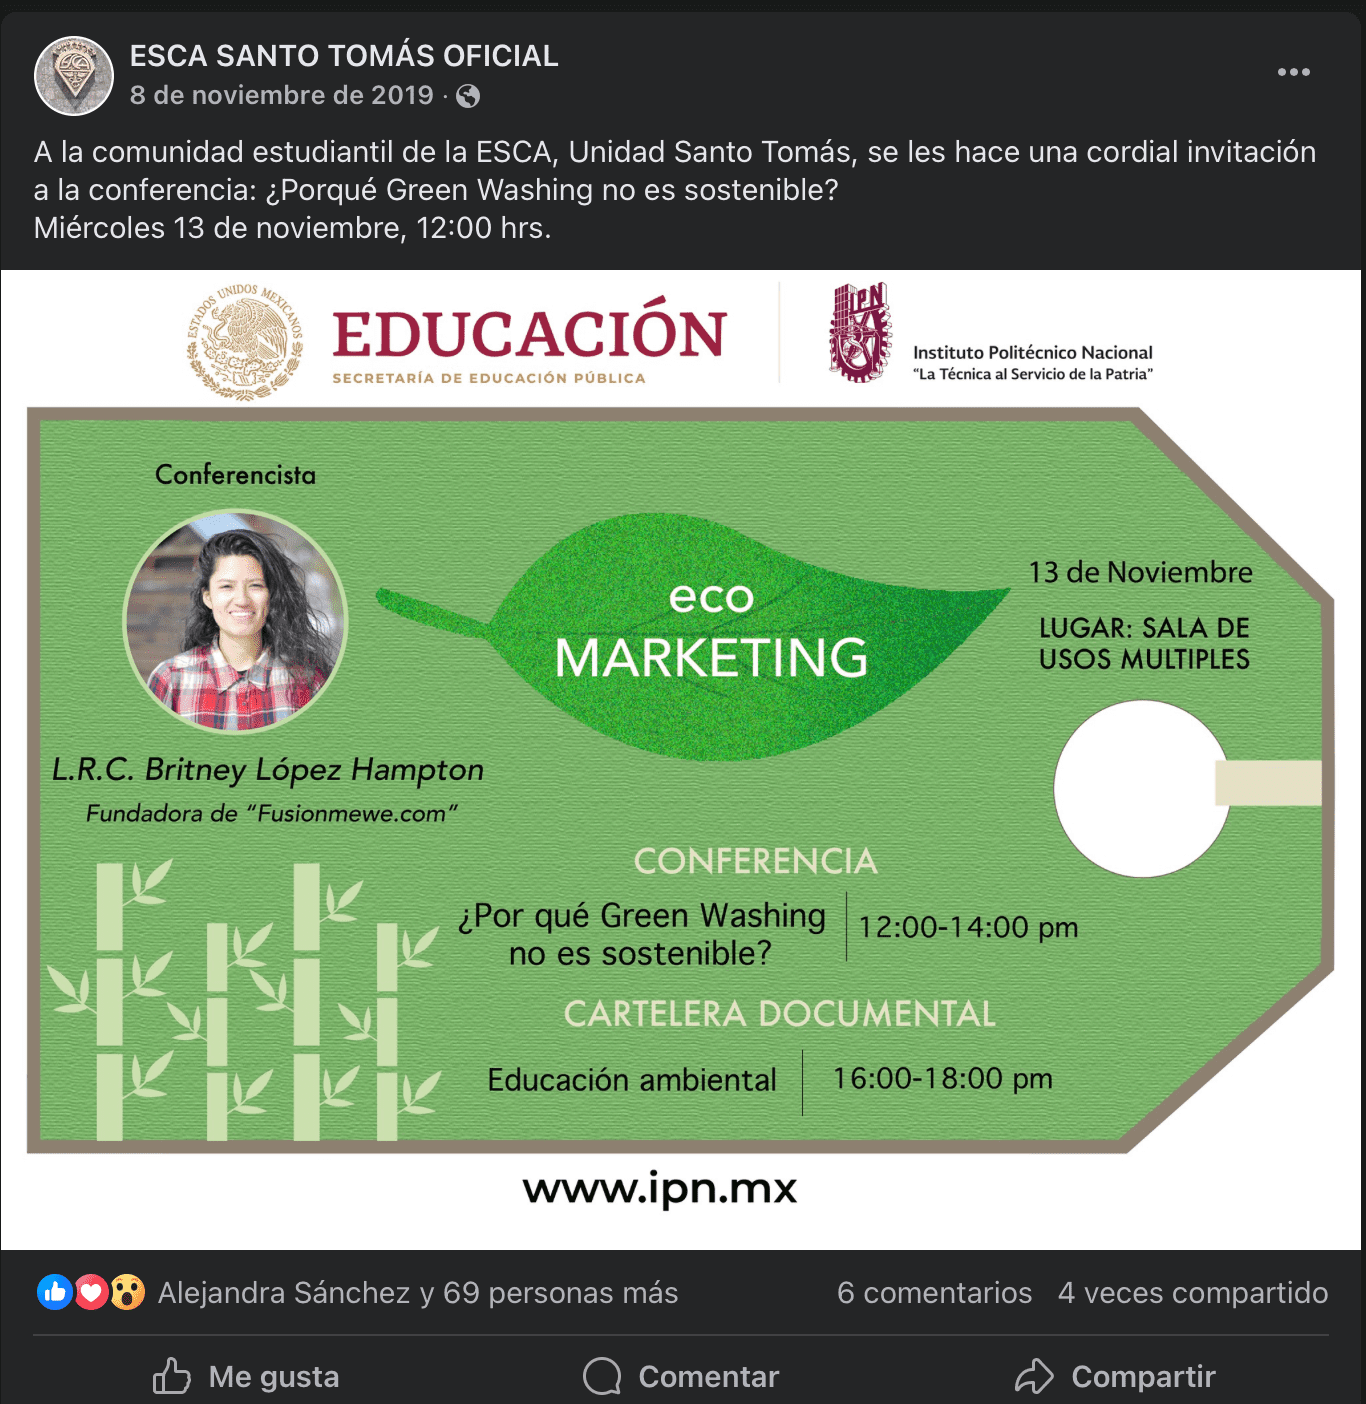 ESCA SANTO TOMÁS OFICIAL
8 de noviembre de 2019 ·
A la comunidad estudiantil de la ESCA, Unidad Santo Tomás, se les hace una cordial invitación
a la conferencia: ¿Porqué Green Washing no es sostenible?
Miércoles 13 de noviembre, 12:00 hrs.
ESTADOS UNIDOS MEXICANOS
EDUCACIÓN
SECRETARÍA DE EDUCACIÓN PÚBLICA
IPN
Instituto Politécnico Nacional
“La Técnica al Servicio de la Patria”
Conferencista
L.R.C. Britney López Hampton
Fundadora de “Fusionmewe.com”
eco
MARKETING
13 de Noviembre
LUGAR: SALA DE
USOS MULTIPLES
CONFERENCIA
¿Por qué Green Washing
no es sostenible?
12:00-14:00 pm
CARTELERA DOCUMENTAL
Educación ambiental
16:00-18:00 pm
www.ipn.mx
Alejandra Sánchez y 69 personas más
6 comentarios 4 veces compartido
Me gusta
Comentar
Compartir